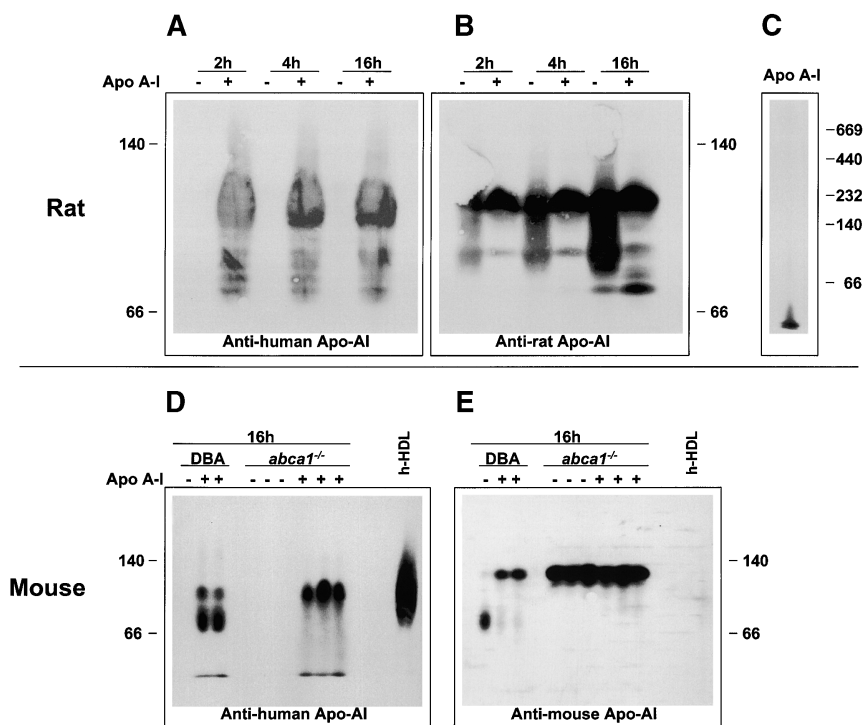 A B C
2h 4h 16h 2h 4h 16h Apo A-I
Apo A-I - + - + - + - + - + - +
140 – – 140 – 669
– 440
– 232
– 140
Rat
– 66
66 – – 66
Anti-human Apo-AI Anti-rat Apo-AI
D E
16h 16h
DBA abca1-/- h-HDL DBA abca1-/- h-HDL
Apo A-I - + + - - - + + + - + + - - - + + +
140 – – 140
Mouse
66 – – 66
Anti-human Apo-AI Anti-mouse Apo-AI